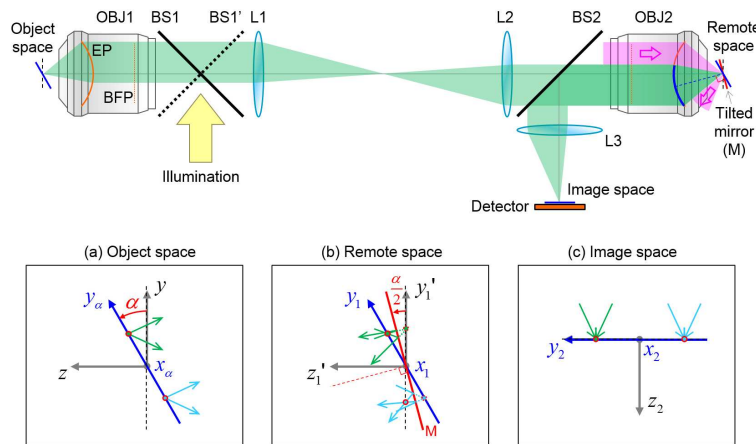 Object
space
OBJ1
BS1
BS1'
L1
EP
BFP
Illumination
L2
BS2
OBJ2
Remote
space
Tilted
mirror
(M)
L3
Image space
Detector
(a) Object space
(b) Remote space
(c) Image space
yα
α
y
z
xα
y1
α/2
y1'
z1'
x1
M
y2
x2
z2